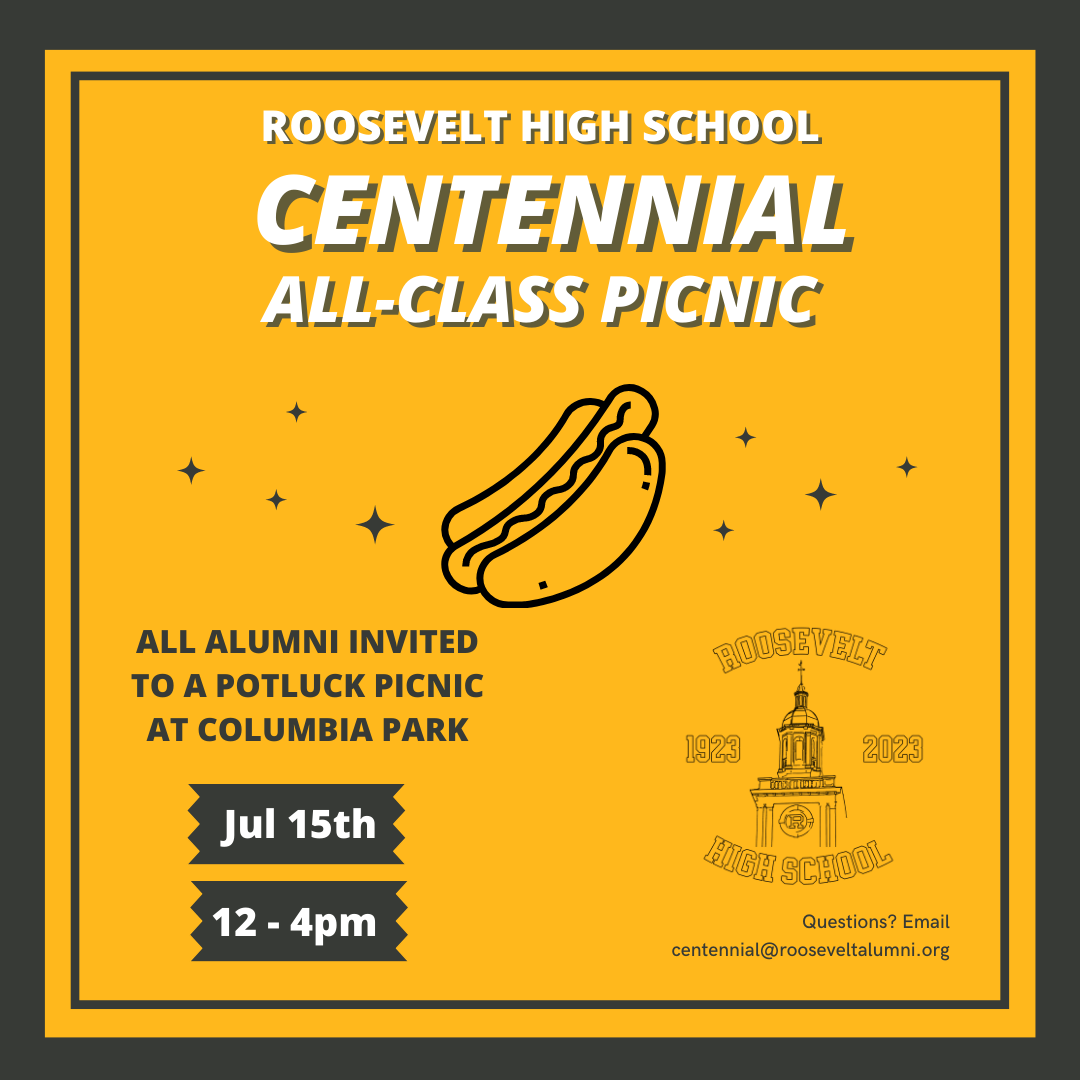 ROOSEVELT HIGH SCHOOL
CENTENNIAL
ALL-CLASS PICNIC
ALL ALUMNI INVITED
TO A POTLUCK PICNIC
AT COLUMBIA PARK
Jul 15th
12 - 4pm
ROOSEVELT
1923 2023
R
HIGH SCHOOL
Questions? Email
centennial@rooseveltalumni.org